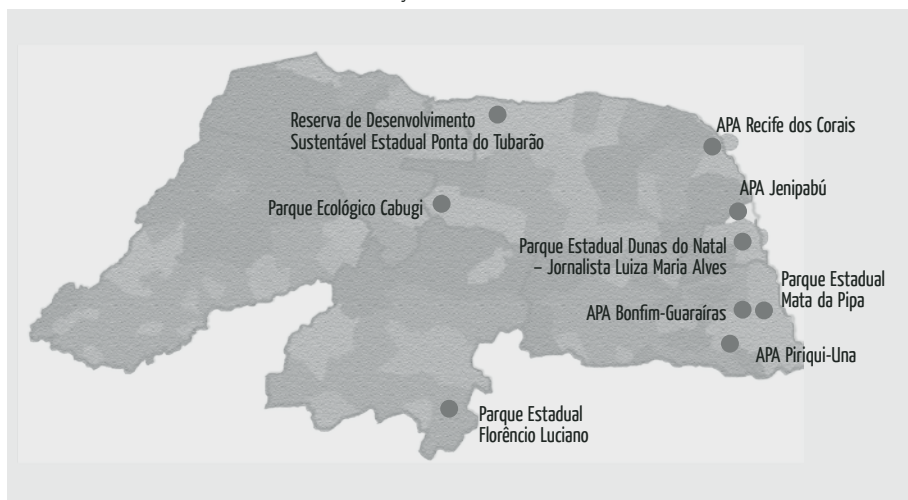 Reserva de Desenvolvimento
Sustentável Estadual Ponta do Tubarão
APA Recife dos Corais
APA Jenipabú
Parque Ecológico Cabugi
Parque Estadual Dunas do Natal
– Jornalista Luiza Maria Alves
Parque Estadual
Mata da Pipa
APA Bonfim-Guaraíras
APA Piriqui-Una
Parque Estadual
Florêncio Luciano